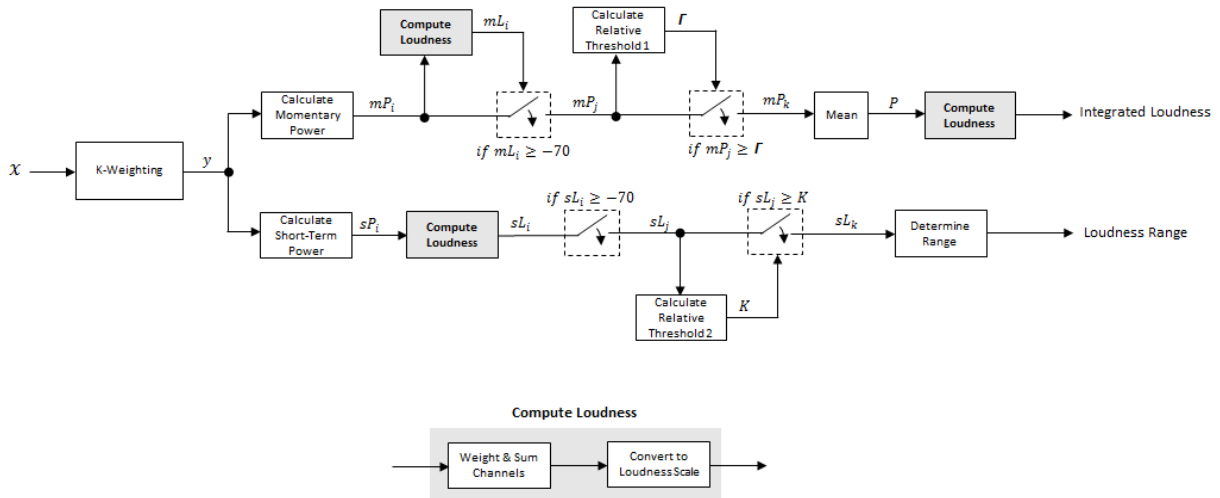 Compute
Loudness
mLᵢ
Calculate
Relative
Threshold 1
Γ
Calculate
Momentary
Power
mPᵢ
mPⱼ
mPₖ
Mean
P
Compute
Loudness
Integrated Loudness
if mLᵢ ≥ −70
if mPⱼ ≥ Γ
x
K-Weighting
y
if sLᵢ ≥ −70
if sLⱼ ≥ K
Calculate
Short-Term
Power
sPᵢ
Compute
Loudness
sLᵢ
sLⱼ
sLₖ
Determine
Range
Loudness Range
Calculate
Relative
Threshold 2
K
Compute Loudness
Weight & Sum
Channels
Convert to
Loudness Scale